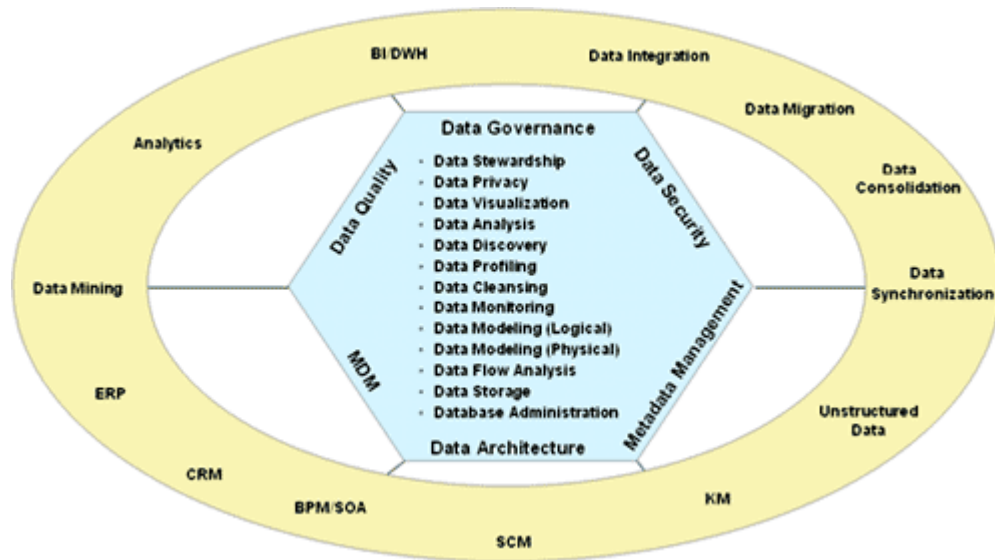 BI/DWH
Data Integration
Data Migration
Analytics
Data
Consolidation
Data Governance
Data Quality
Data Security
- Data Stewardship
- Data Privacy
- Data Visualization
- Data Analysis
- Data Discovery
- Data Profiling
- Data Cleansing
- Data Monitoring
- Data Modeling (Logical)
- Data Modeling (Physical)
- Data Flow Analysis
- Data Storage
- Database Administration
Data Mining
Data
Synchronization
MDM
Metadata Management
Data Architecture
ERP
Unstructured
Data
CRM
BPM/SOA
KM
SCM